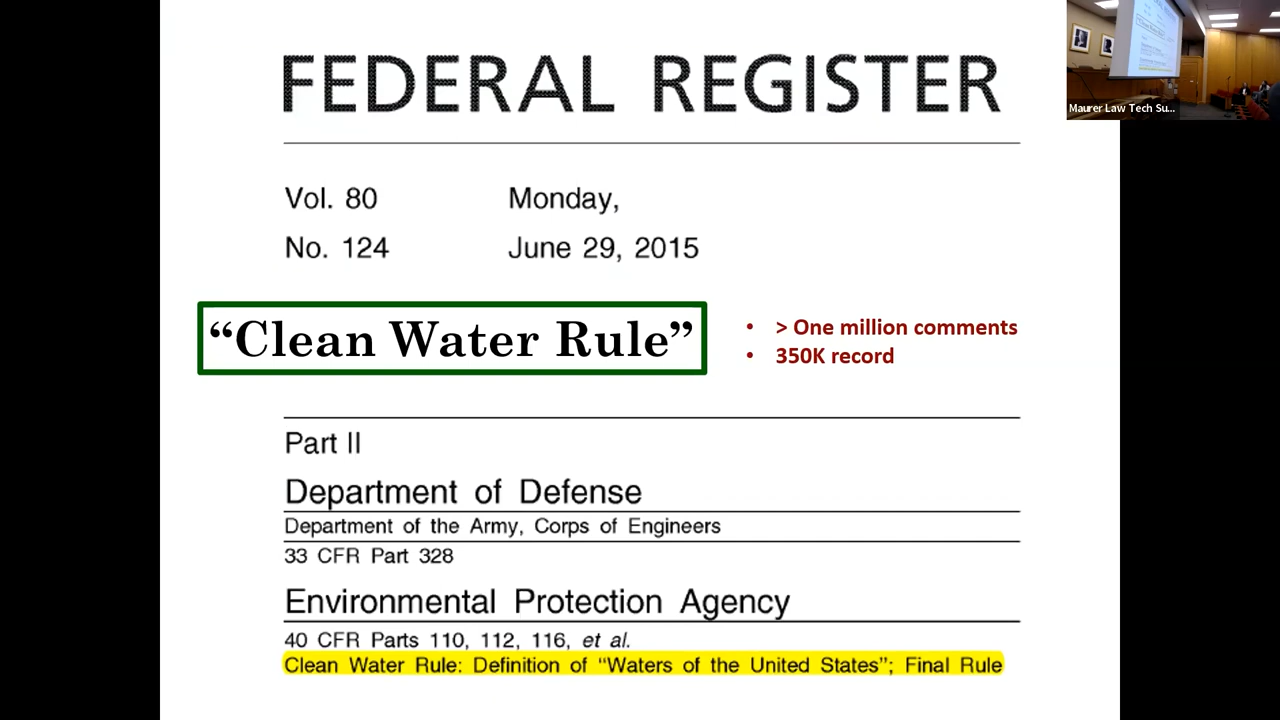 FEDERAL REGISTER
Maurer Law Tech Su...
Vol. 80 Monday,
No. 124 June 29, 2015
“Clean Water Rule”
• > One million comments
• 350K record
Part II
Department of Defense
Department of the Army, Corps of Engineers
33 CFR Part 328
Environmental Protection Agency
40 CFR Parts 110, 112, 116, et al.
Clean Water Rule: Definition of ‘‘Waters of the United States’’; Final Rule